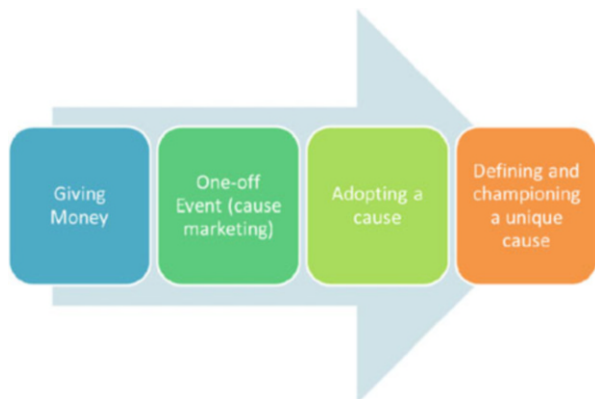 Giving
Money
One-off
Event (cause
marketing)
Adopting a
cause
Defining and
championing
a unique
cause